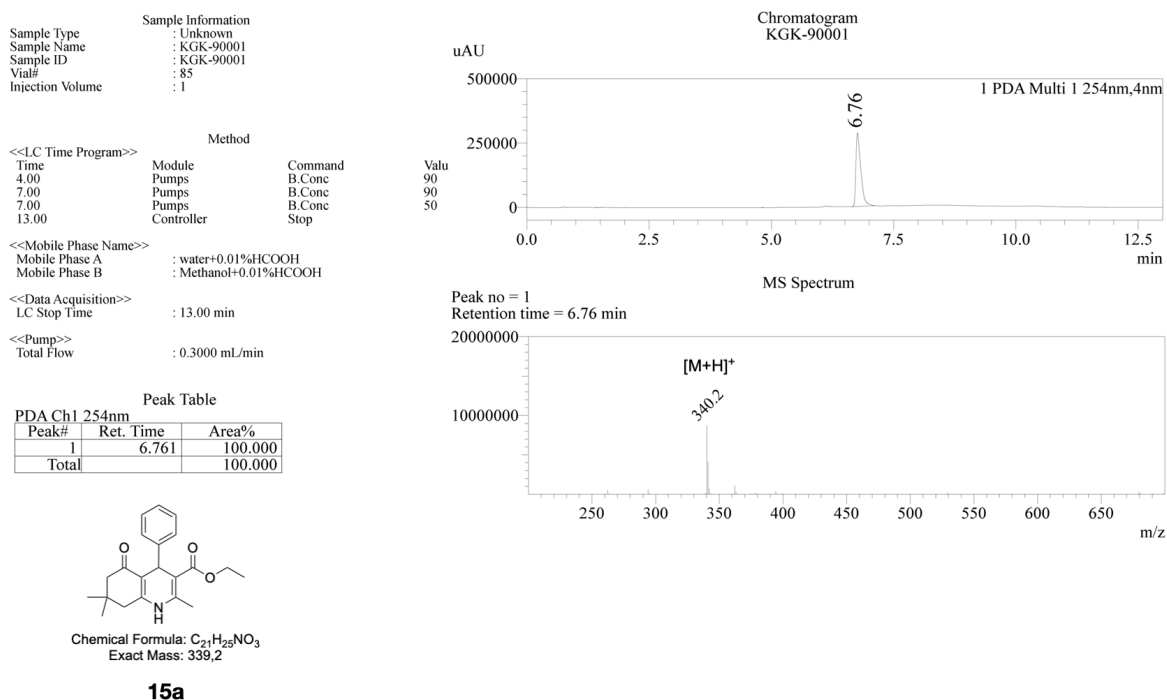 Sample Information
Sample Type : Unknown
Sample Name : KGK-90001
Sample ID : KGK-90001
Vial# : 85
Injection Volume : 1
Method
<<LC Time Program>>
Time Module Command Valu
4.00 Pumps B.Conc 90
7.00 Pumps B.Conc 90
7.00 Pumps B.Conc 50
13.00 Controller Stop
<<Mobile Phase Name>>
Mobile Phase A : water+0.01%HCOOH
Mobile Phase B : Methanol+0.01%HCOOH
<<Data Acquisition>>
LC Stop Time : 13.00 min
<<Pump>>
Total Flow : 0.3000 mL/min
Peak Table
PDA Ch1 254nm
Peak# Ret. Time Area%
1 6.761 100.000
Total 100.000
O
O
O
N
H
Chemical Formula: C₂₁H₂₅NO₃
Exact Mass: 339,2
15a
Chromatogram
KGK-90001
uAU
500000
1 PDA Multi 1 254nm,4nm
6.76
250000
0
0.0 2.5 5.0 7.5 10.0 12.5
min
MS Spectrum
Peak no = 1
Retention time = 6.76 min
20000000
[M+H]⁺
340.2
10000000
250 300 350 400 450 500 550 600 650
m/z